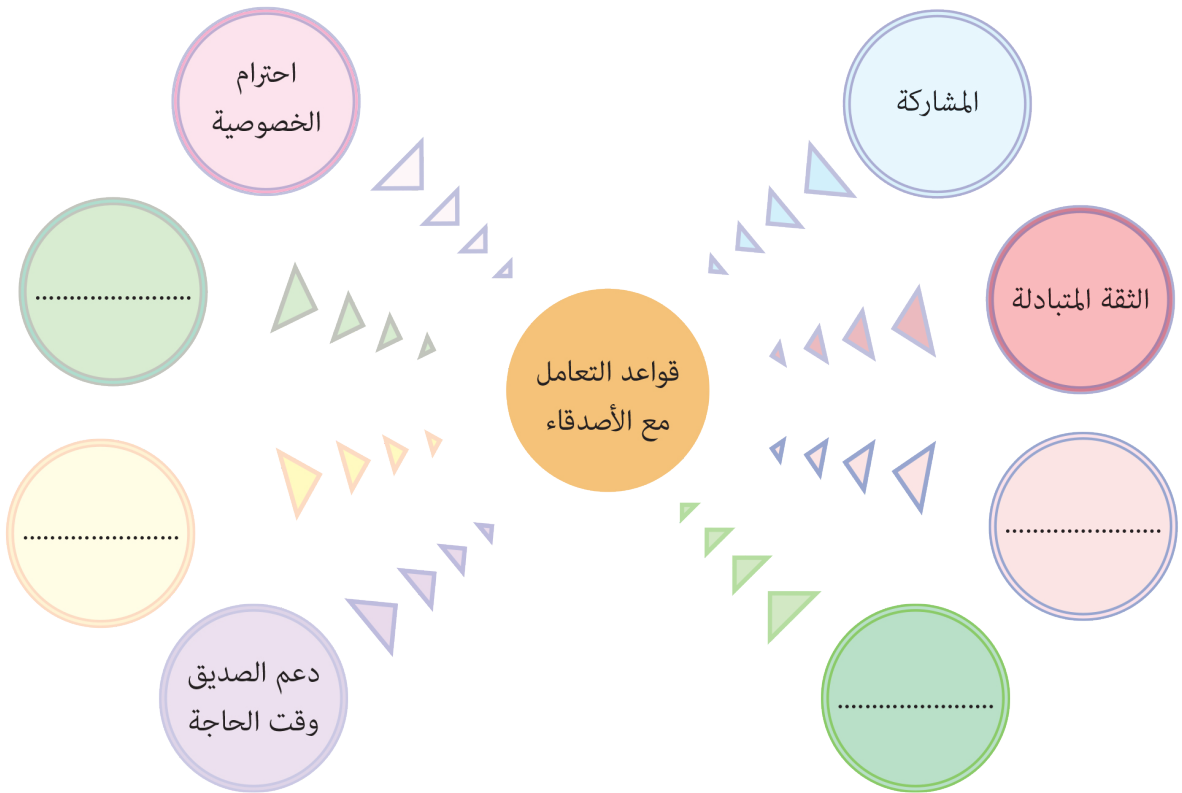 المشاركة
احترام
الخصوصية
الثقة المتبادلة
.......................
قواعد التعامل
مع الأصدقاء
.......................
.......................
دعم الصديق
وقت الحاجة
.......................